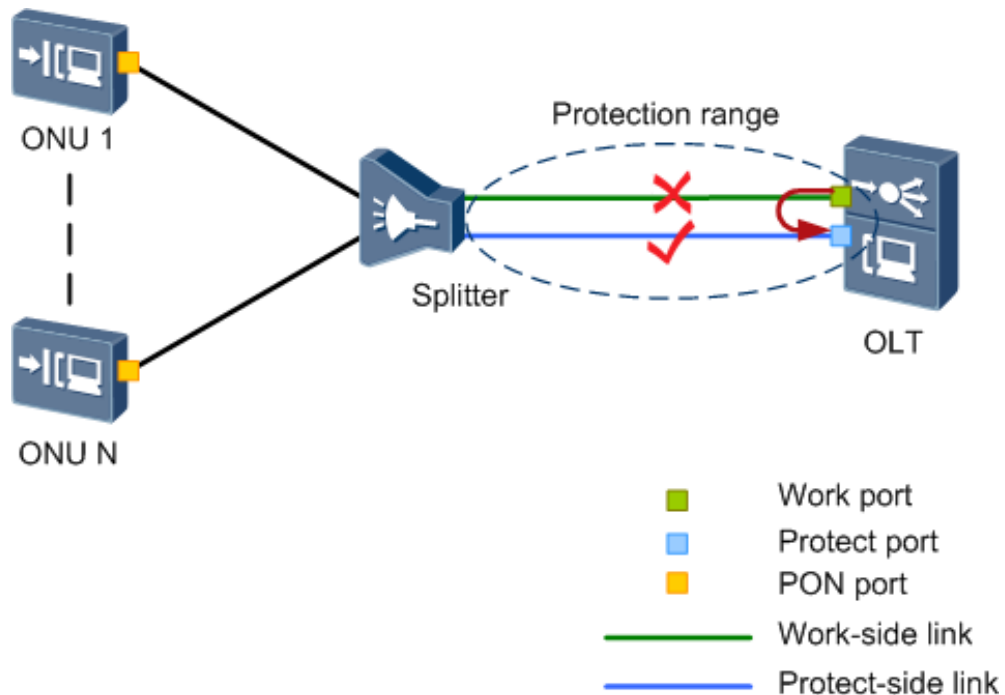 ONU 1
Protection range
Splitter
OLT
ONU N
Work port
Protect port
PON port
Work-side link
Protect-side link